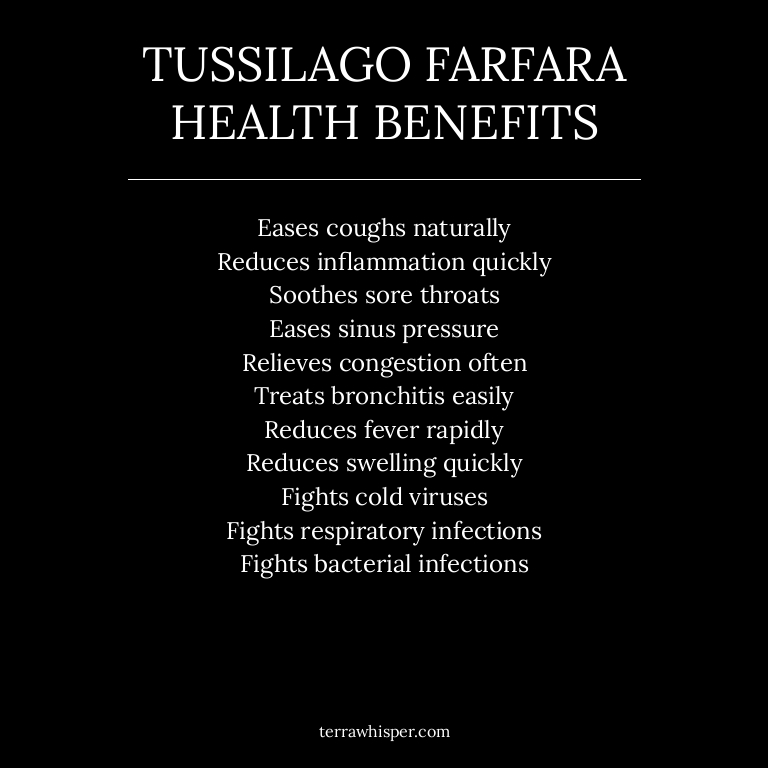 TUSSILAGO FARFARA
HEALTH BENEFITS
Eases coughs naturally
Reduces inflammation quickly
Soothes sore throats
Eases sinus pressure
Relieves congestion often
Treats bronchitis easily
Reduces fever rapidly
Reduces swelling quickly
Fights cold viruses
Fights respiratory infections
Fights bacterial infections
terrawhisper.com